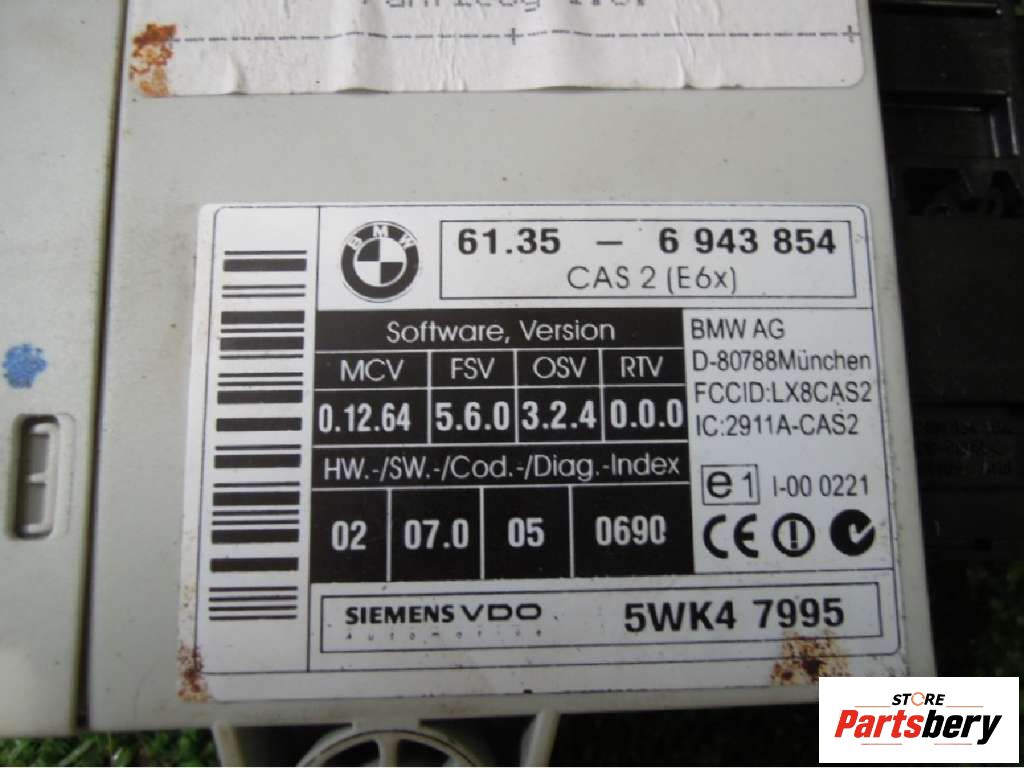 BMW
61.35 - 6 943 854
CAS 2 (E6x)
Software, Version
MCV FSV OSV RTV
0.12.64 5.6.0 3.2.4 0.0.0
HW.-/SW.-/Cod.-/Diag.-Index
02 07.0 05 0690
BMW AG
D-80788München
FCCID:LX8CAS2
IC:2911A-CAS2
e1 I-00 0221
CE
SIEMENS VDO
Automotive
5WK4 7995
STORE
Partsbery